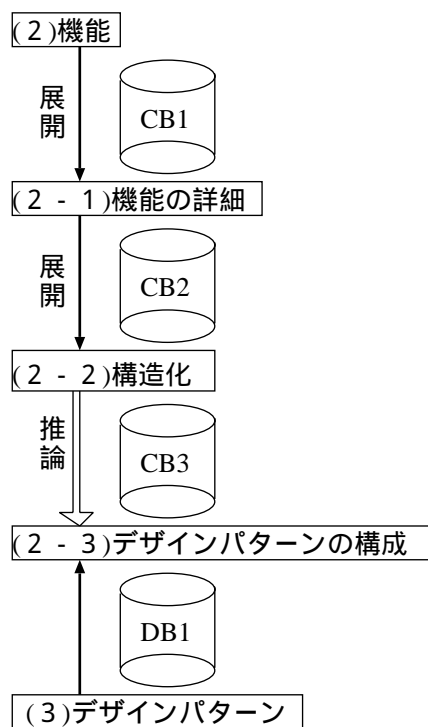 (２)機能
展開
CB1
(２-１)機能の詳細
展開
CB2
(２-２)構造化
推論
CB3
(２-３)デザインパターンの構成
DB1
(３)デザインパターン